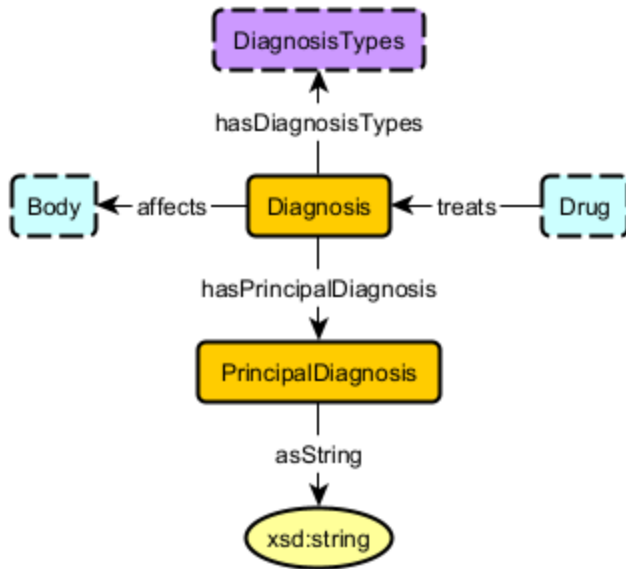 DiagnosisTypes
hasDiagnosisTypes
Body
affects
Diagnosis
treats
Drug
hasPrincipalDiagnosis
PrincipalDiagnosis
asString
xsd:string